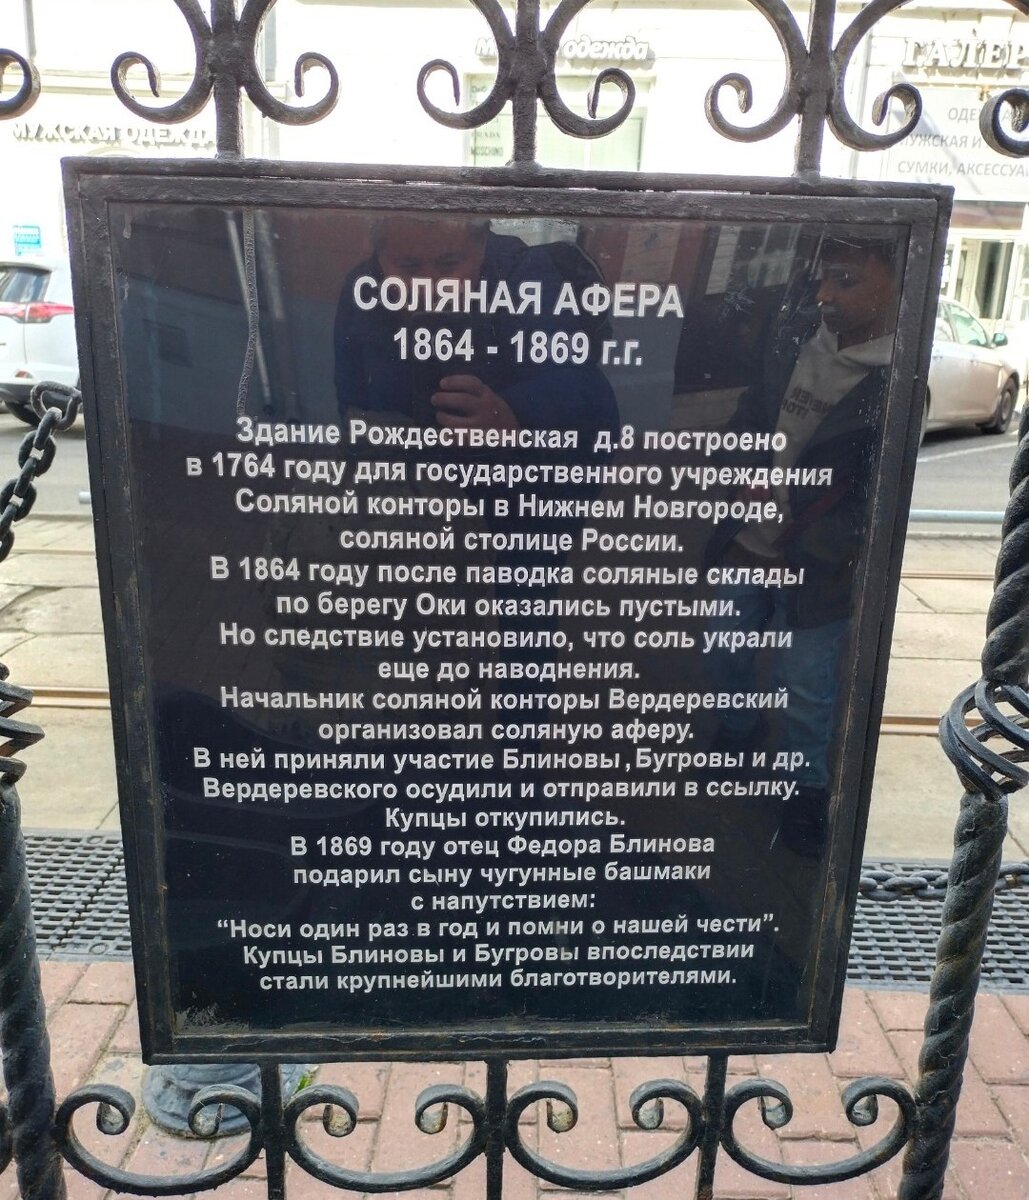 одежда
ГАЛЕР
МУЖСКАЯ ОДЕЖДА
PRADA
MOSCHINO
СУМКИ, АКСЕССУА
СОЛЯНАЯ АФЕРА
1864 - 1869 г.г.
Здание Рождественская д.8 построено
в 1764 году для государственного учреждения
Соляной конторы в Нижнем Новгороде,
соляной столице России.
В 1864 году после паводка соляные склады
по берегу Оки оказались пустыми.
Но следствие установило, что соль украли
еще до наводнения.
Начальник соляной конторы Вердеревский
организовал соляную аферу.
В ней приняли участие Блиновы, Бугровы и др.
Вердеревского осудили и отправили в ссылку.
Купцы откупились.
В 1869 году отец Федора Блинова
подарил сыну чугунные башмаки
с напутствием:
“Носи один раз в год и помни о нашей чести”.
Купцы Блиновы и Бугровы впоследствии
стали крупнейшими благотворителями.